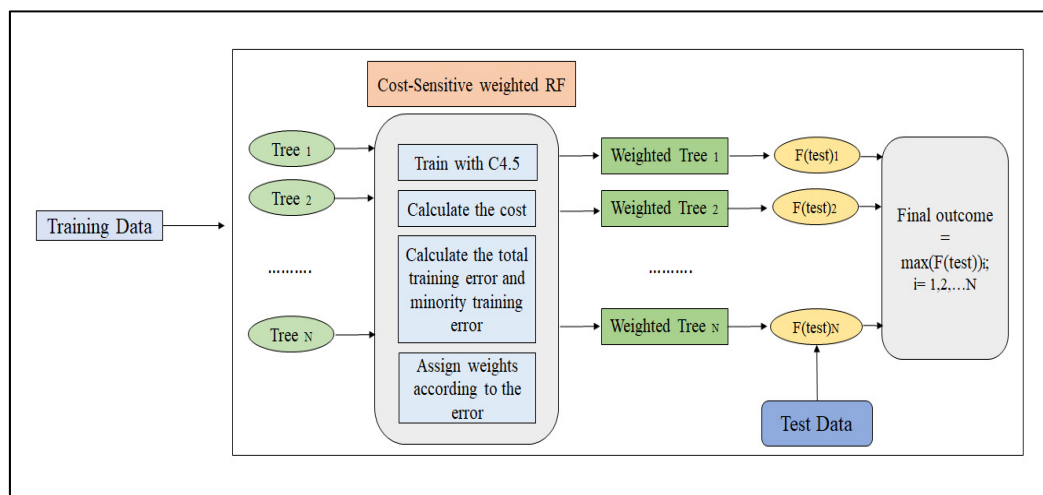 Cost-Sensitive weighted RF
Training Data
Tree 1
Tree 2
..........
Tree N
Train with C4.5
Calculate the cost
Calculate the total
training error and
minority training
error
Assign weights
according to the
error
Weighted Tree 1
Weighted Tree 2
..........
Weighted Tree N
F(test)1
F(test)2
F(test)N
Test Data
Final outcome
=
max(F(test))i;
i= 1,2,…N